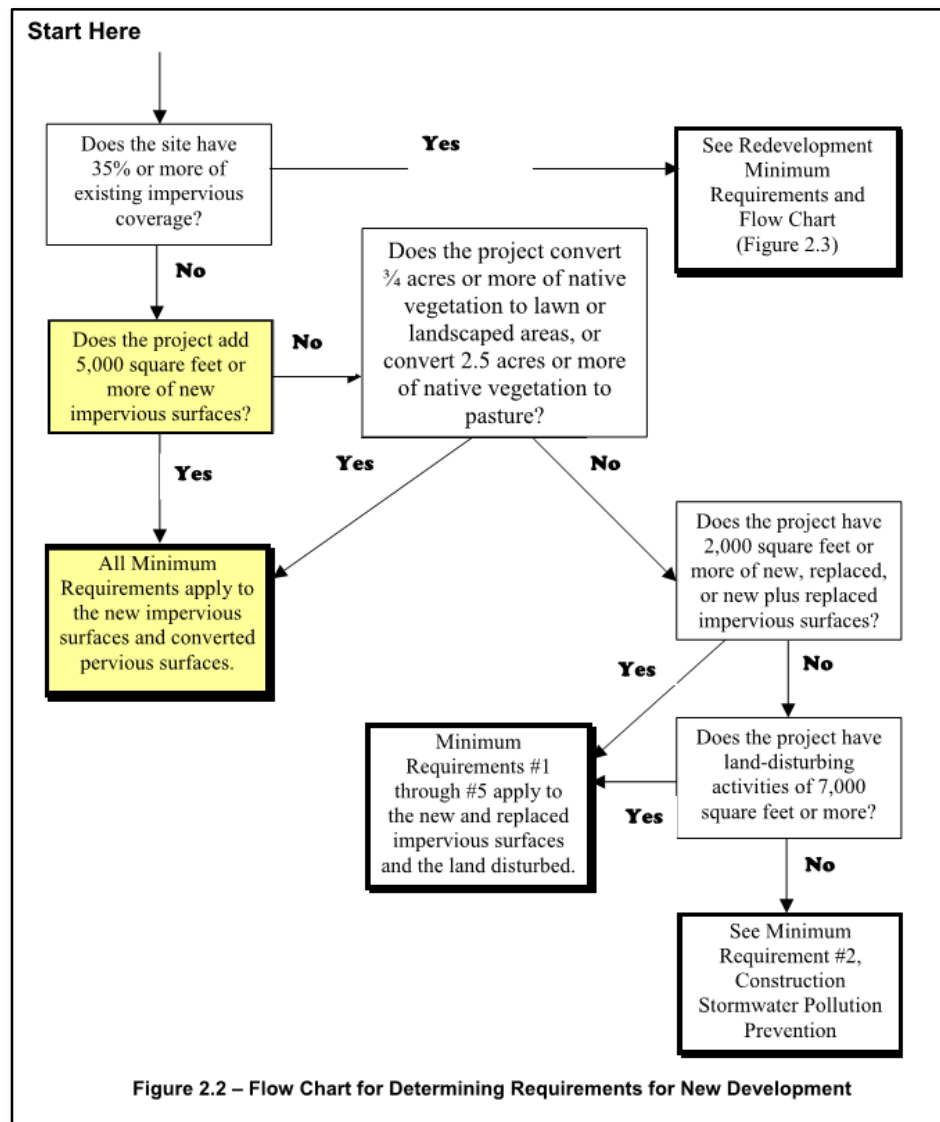 Start Here
Does the site have
35% or more of
existing impervious
coverage?
Yes
See Redevelopment
Minimum
Requirements and
Flow Chart
(Figure 2.3)
No
Does the project convert
¾ acres or more of native
vegetation to lawn or
landscaped areas, or
convert 2.5 acres or more
of native vegetation to
pasture?
Does the project add
5,000 square feet or
more of new
impervious surfaces?
No
Yes
Yes
No
All Minimum
Requirements apply to
the new impervious
surfaces and converted
pervious surfaces.
Does the project have
2,000 square feet or
more of new, replaced,
or new plus replaced
impervious surfaces?
Yes
No
Minimum
Requirements #1
through #5 apply to
the new and replaced
impervious surfaces
and the land disturbed.
Does the project have
land-disturbing
activities of 7,000
square feet or more?
Yes
No
See Minimum
Requirement #2,
Construction
Stormwater Pollution
Prevention
Figure 2.2 – Flow Chart for Determining Requirements for New Development